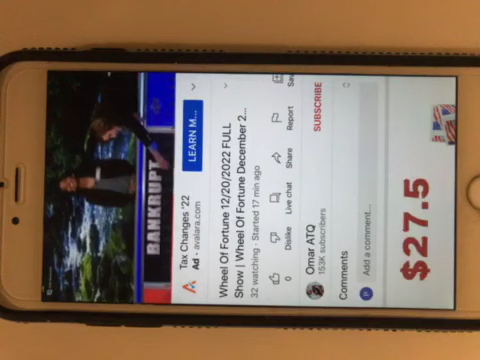 BANKRUPT
Tax Changes '22
Ad · avalara.com
LEARN M...
Wheel Of Fortune 12/20/2022 FULL
Show | Wheel Of Fortune December 2...
32 watching · Started 17 min ago
0 Dislike Live chat Share Report Sav
Omar ATQ
153K subscribers
SUBSCRIBE
Comments
Add a comment...
$27.5